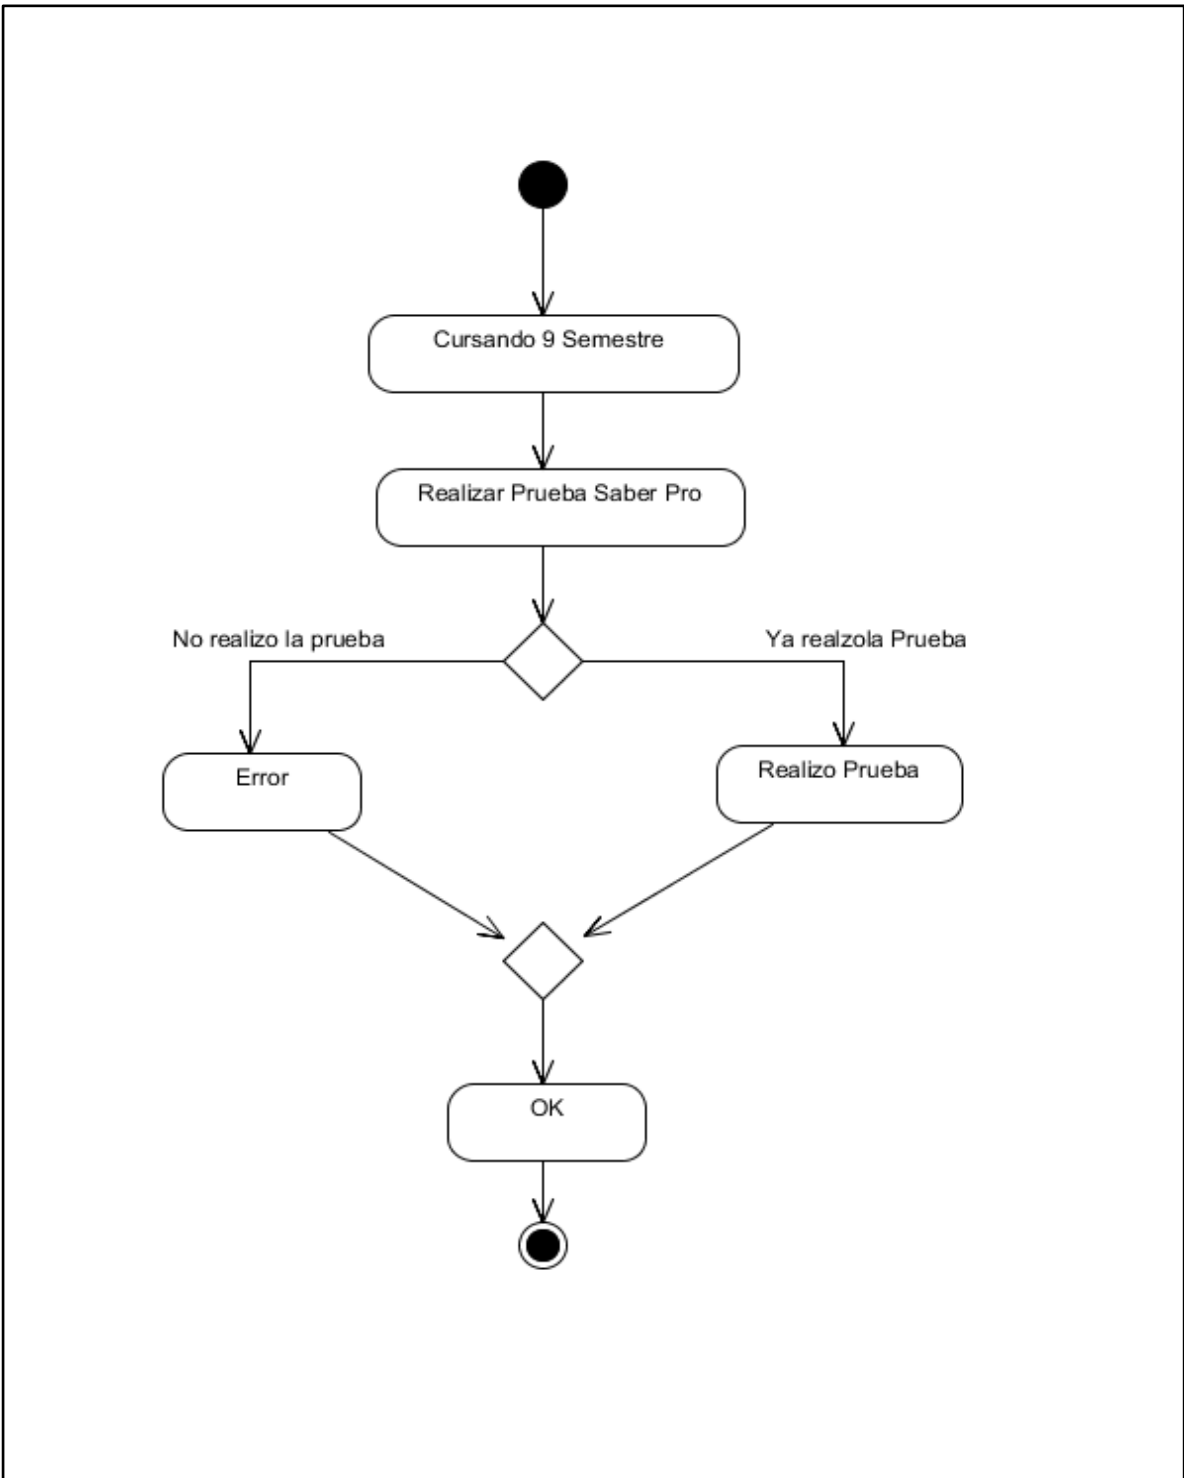 Cursando 9 Semestre
Realizar Prueba Saber Pro
No realizo la prueba
Ya realzola Prueba
Error
Realizo Prueba
OK